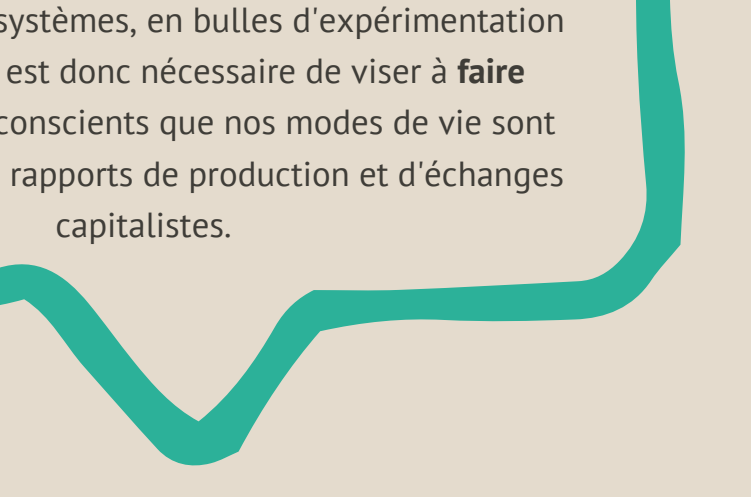 systèmes, en bulles d'expérimentation
est donc nécessaire de viser à faire
conscients que nos modes de vie sont
rapports de production et d'échanges
capitalistes.